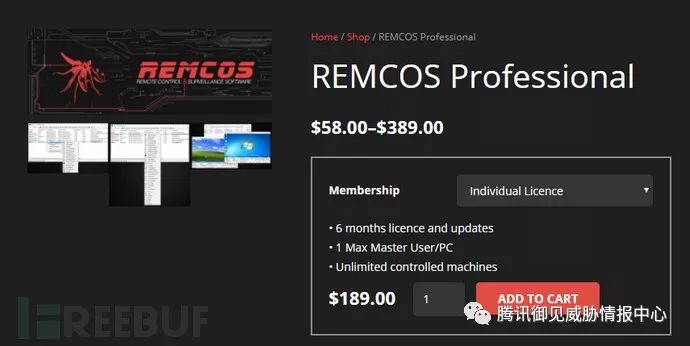 Home / Shop / REMCOS Professional
REMCOS
REMOTE CONTROL & SURVEILLANCE SOFTWARE
REMCOS Professional
$58.00–$389.00
Membership
Individual Licence
• 6 months licence and updates
• 1 Max Master User/PC
• Unlimited controlled machines
$189.00
1
ADD TO CART
REEBUF
腾讯御见威胁情报中心